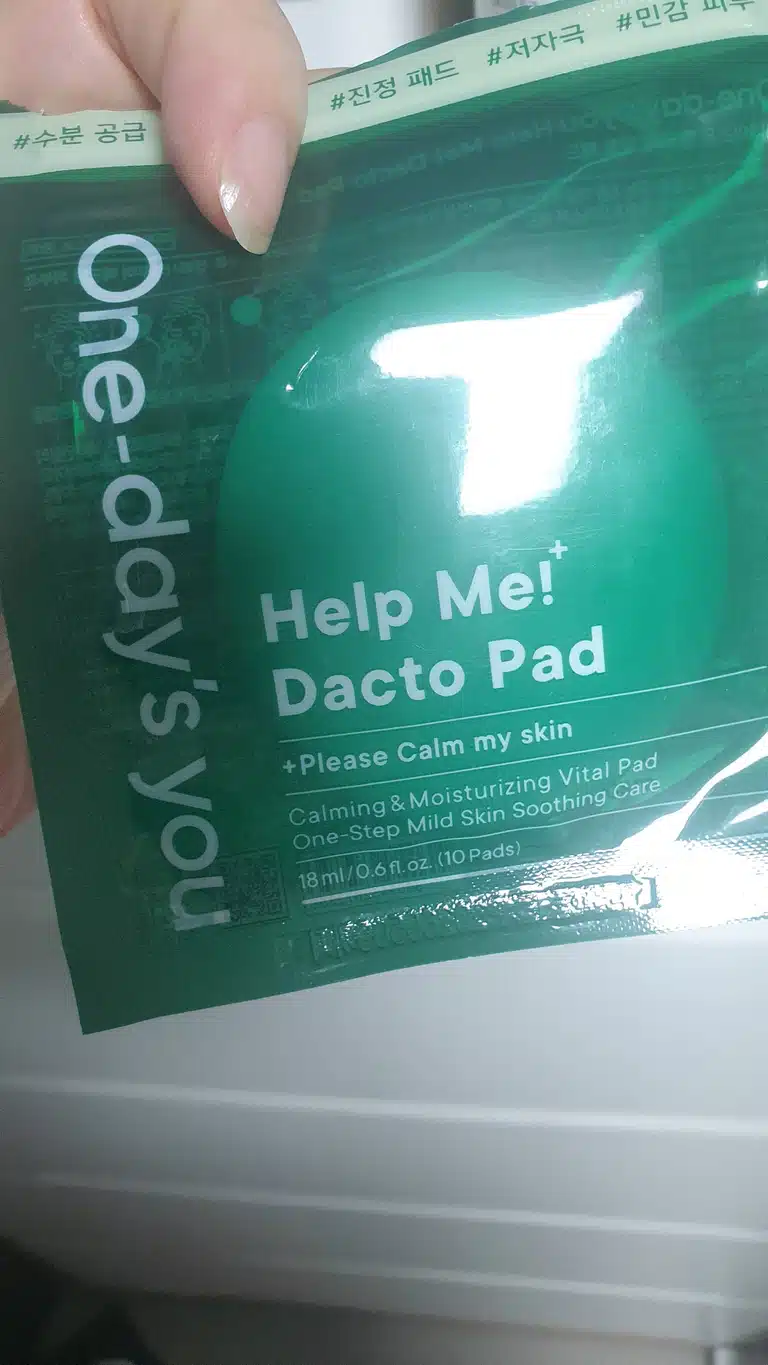 #수분 공급 #진정 패드 #저자극 #민감 피부
One-day's you
Help Me!+
Dacto Pad
+Please Calm my skin
Calming & Moisturizing Vital Pad
One-Step Mild Skin Soothing Care
18ml/0.6fl.oz. (10 Pads)